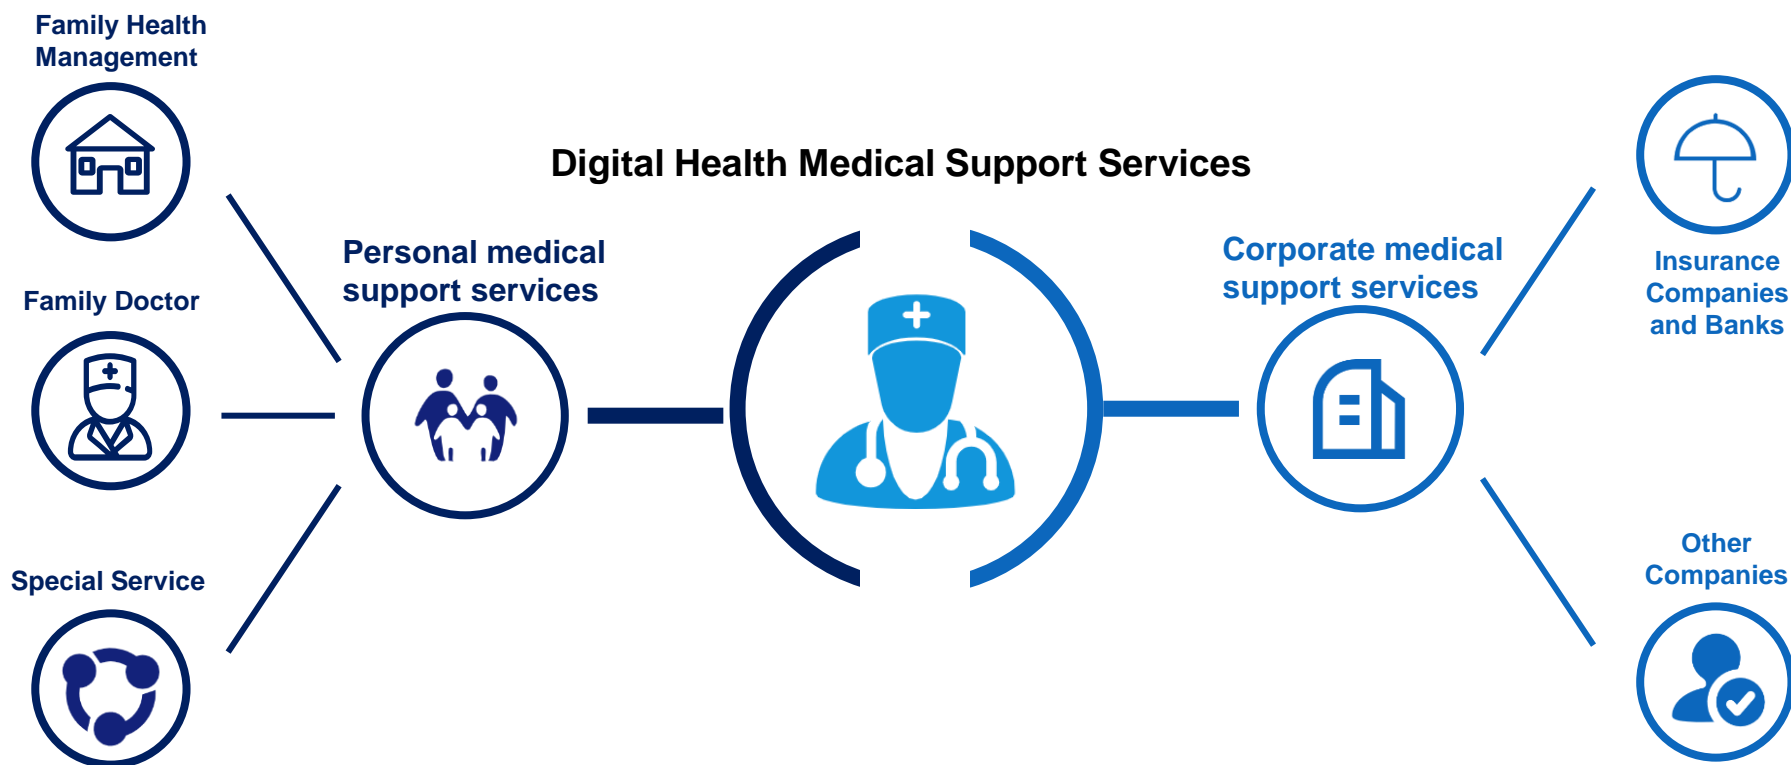 Family Health
Management
Digital Health Medical Support Services
Personal medical
support services
Corporate medical
support services
Insurance
Companies
and Banks
Family Doctor
Other
Companies
Special Service